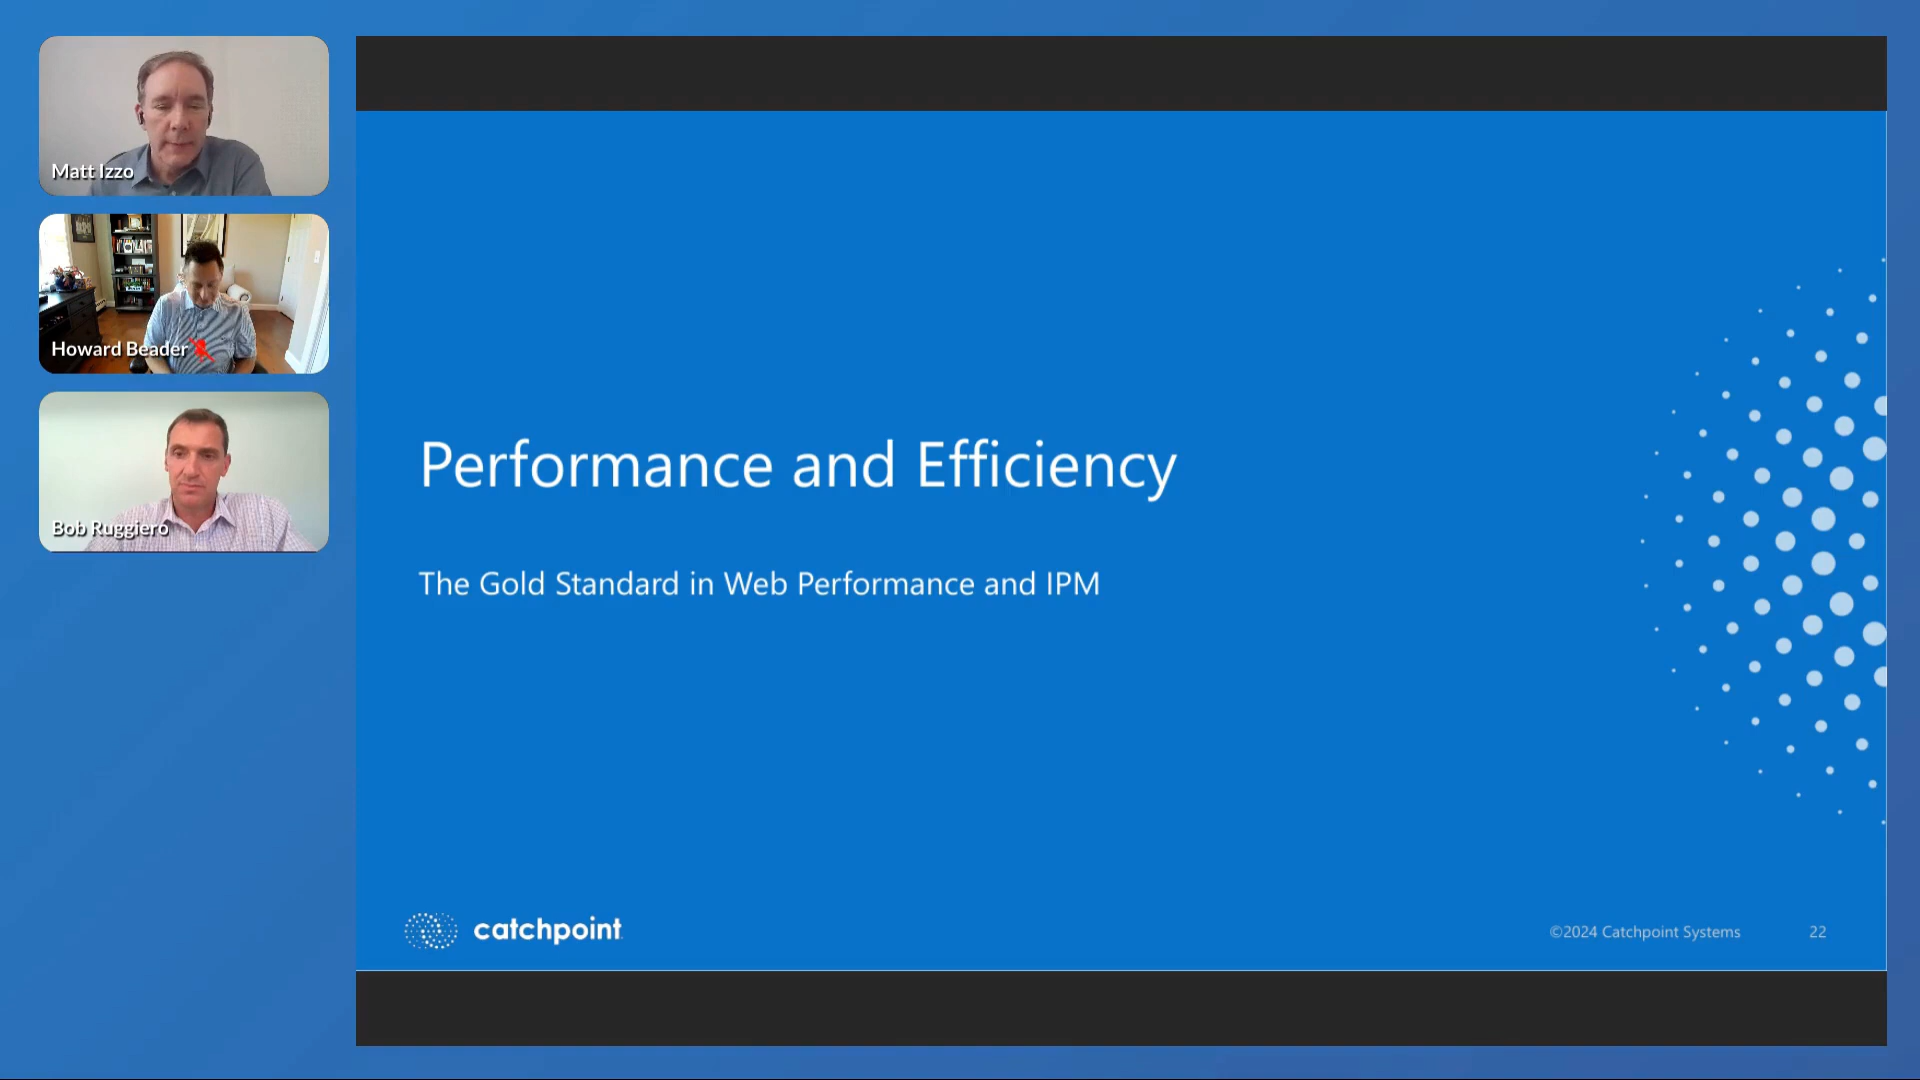 Matt Izzo
Howard Beader
Bob Ruggiero
Performance and Efficiency
The Gold Standard in Web Performance and IPM
catchpoint
©2024 Catchpoint Systems
22